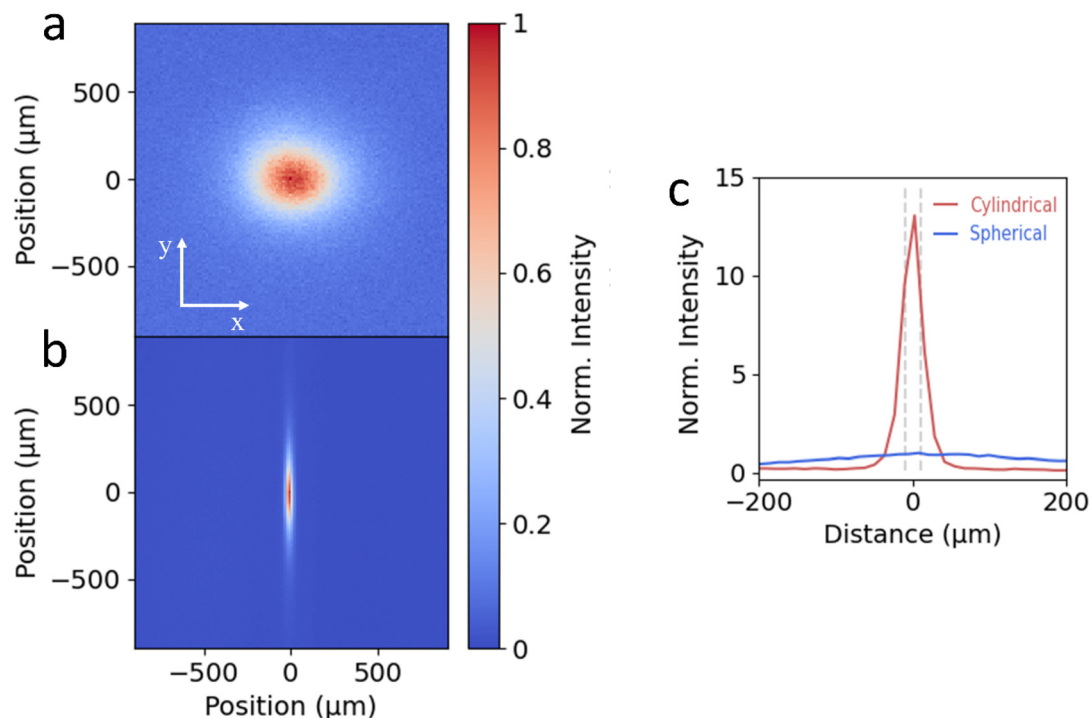 a
Position (μm)
500
0
−500
y
x
b
Position (μm)
500
0
−500
−500
0
500
Position (μm)
1
0.8
0.6
0.4
0.2
0
Norm. Intensity
c
Norm. Intensity
15
10
5
0
Cylindrical
Spherical
−200
0
200
Distance (μm)